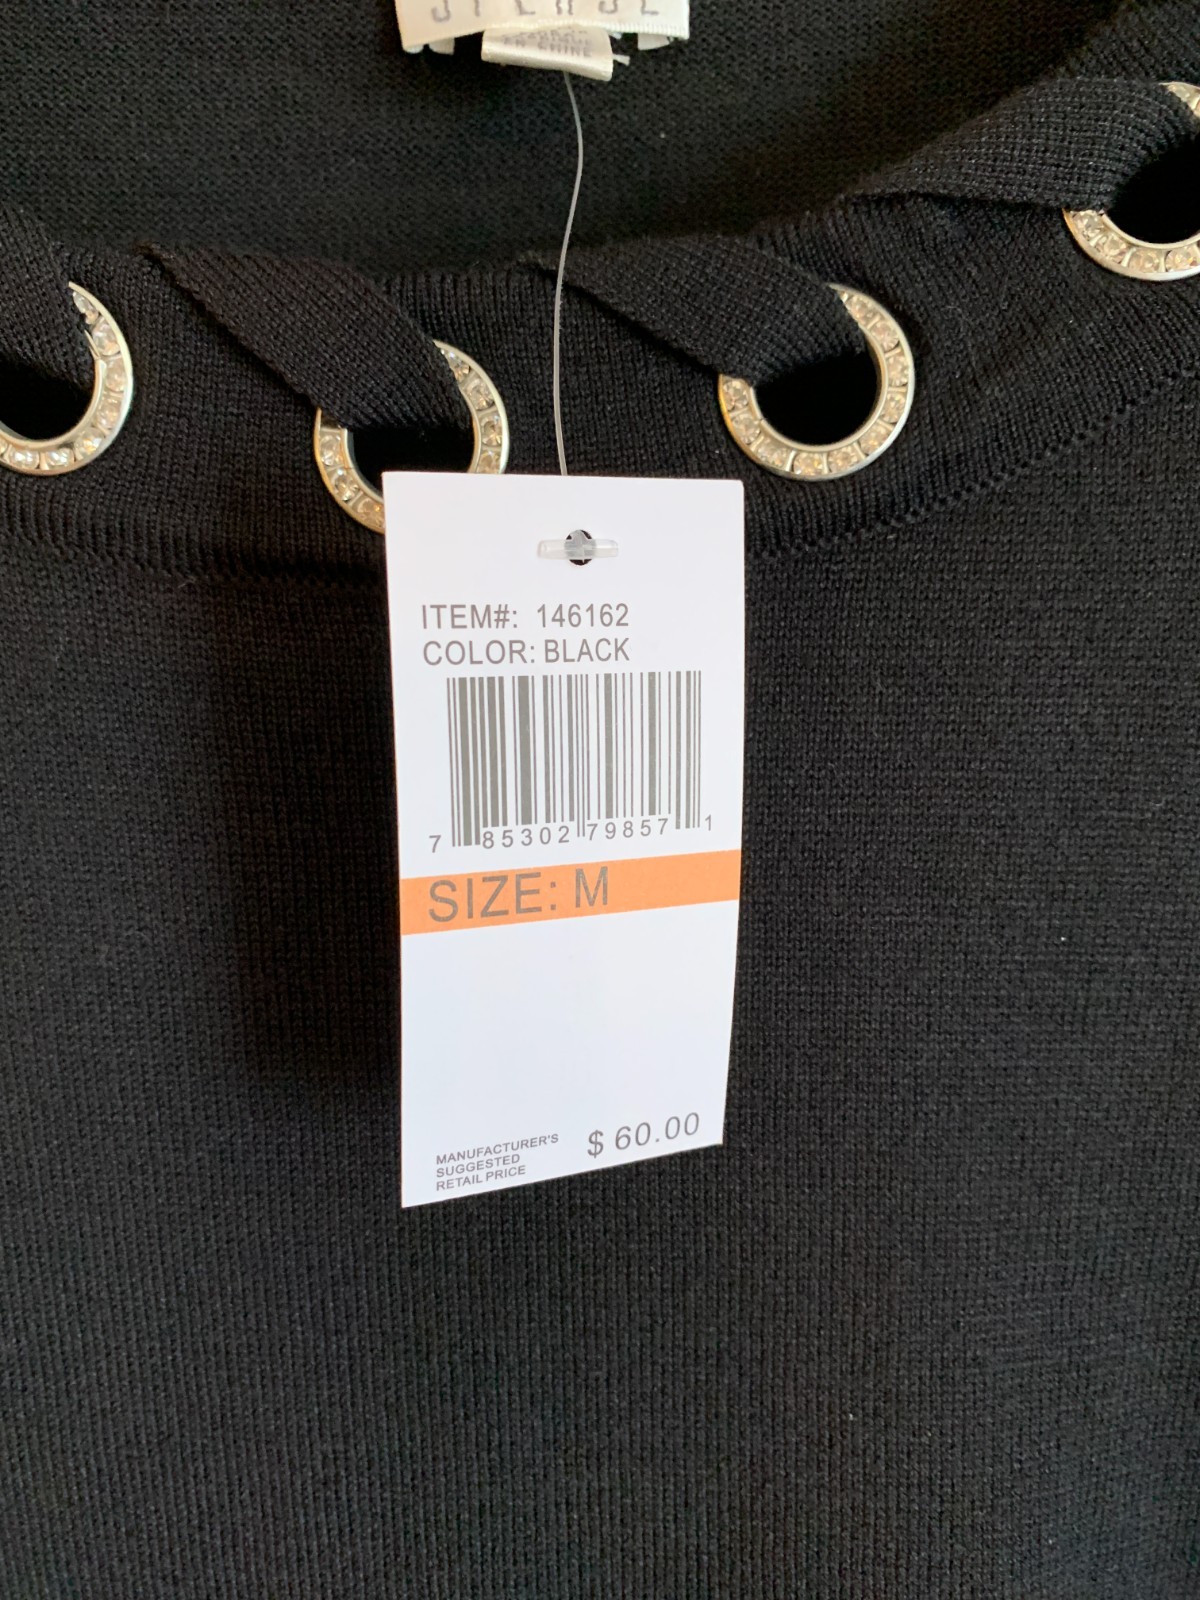 ITEM#: 146162
COLOR: BLACK
7 85302 79857 1
SIZE: M
MANUFACTURER'S
SUGGESTED
RETAIL PRICE
$ 60.00